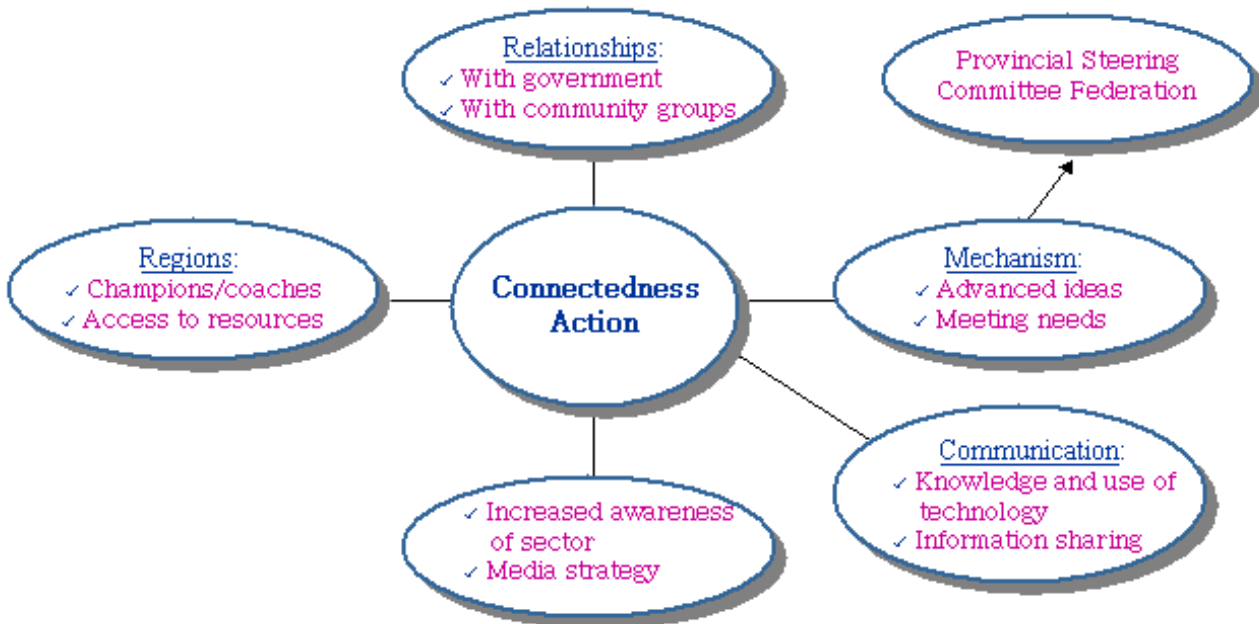 Relationships:
✓ With government
✓ With community groups
Provincial Steering
Committee Federation
Regions:
✓ Champions/coaches
✓ Access to resources
Connectedness
Action
Mechanism:
✓ Advanced ideas
✓ Meeting needs
✓ Increased awareness
of sector
✓ Media strategy
Communication:
✓ Knowledge and use of
technology
✓ Information sharing